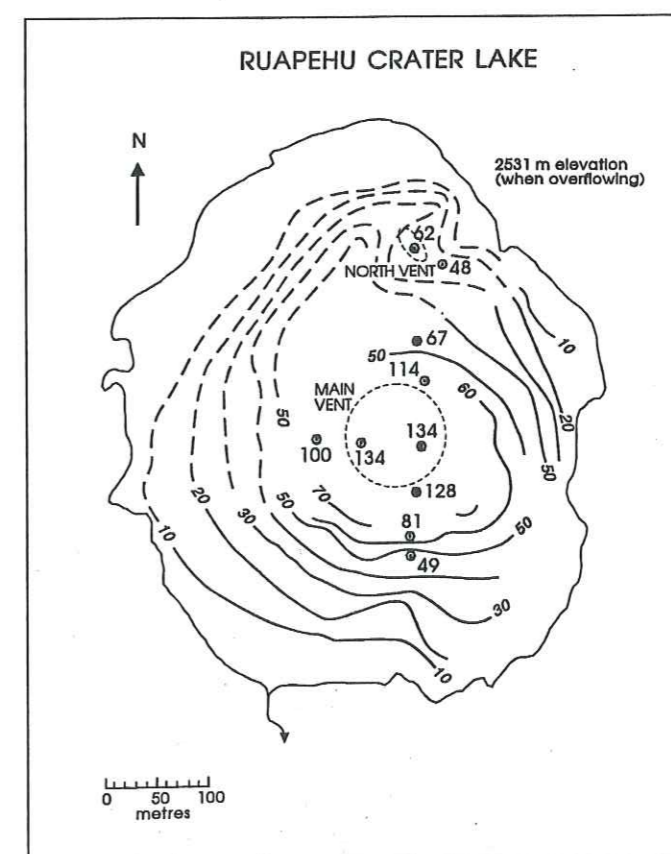 RUAPEHU CRATER LAKE
N
2531 m elevation
(when overflowing)
62
NORTH VENT
48
10
67
50
114
60
MAIN
VENT
50
20
134
100
134
50
128
70
20
50
81
50
10
30
49
30
10
0 50 100
metres